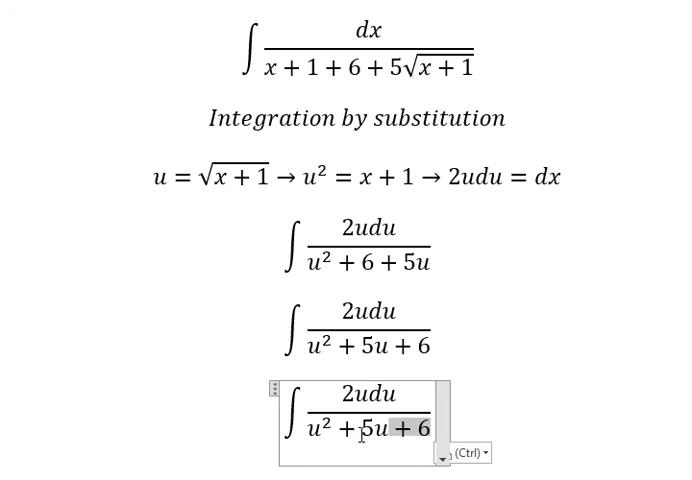 ∫ dx / (x + 1 + 6 + 5√(x + 1))
Integration by substitution
u = √(x + 1) → u² = x + 1 → 2udu = dx
∫ 2udu / (u² + 6 + 5u)
∫ 2udu / (u² + 5u + 6)
∫ 2udu / (u² + 5u + 6)
(Ctrl)